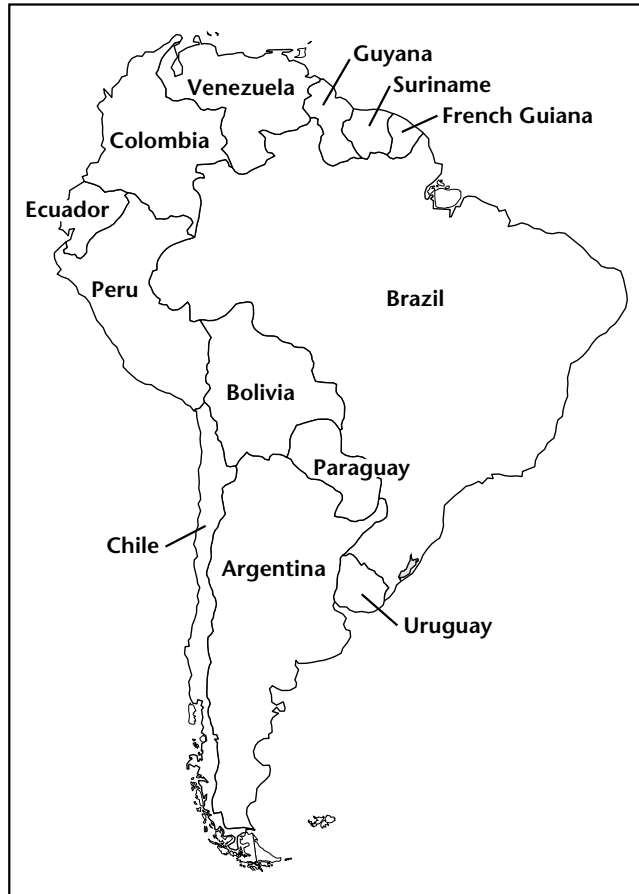 Guyana
Venezuela
Suriname
French Guiana
Colombia
Ecuador
Peru
Brazil
Bolivia
Paraguay
Chile
Argentina
Uruguay